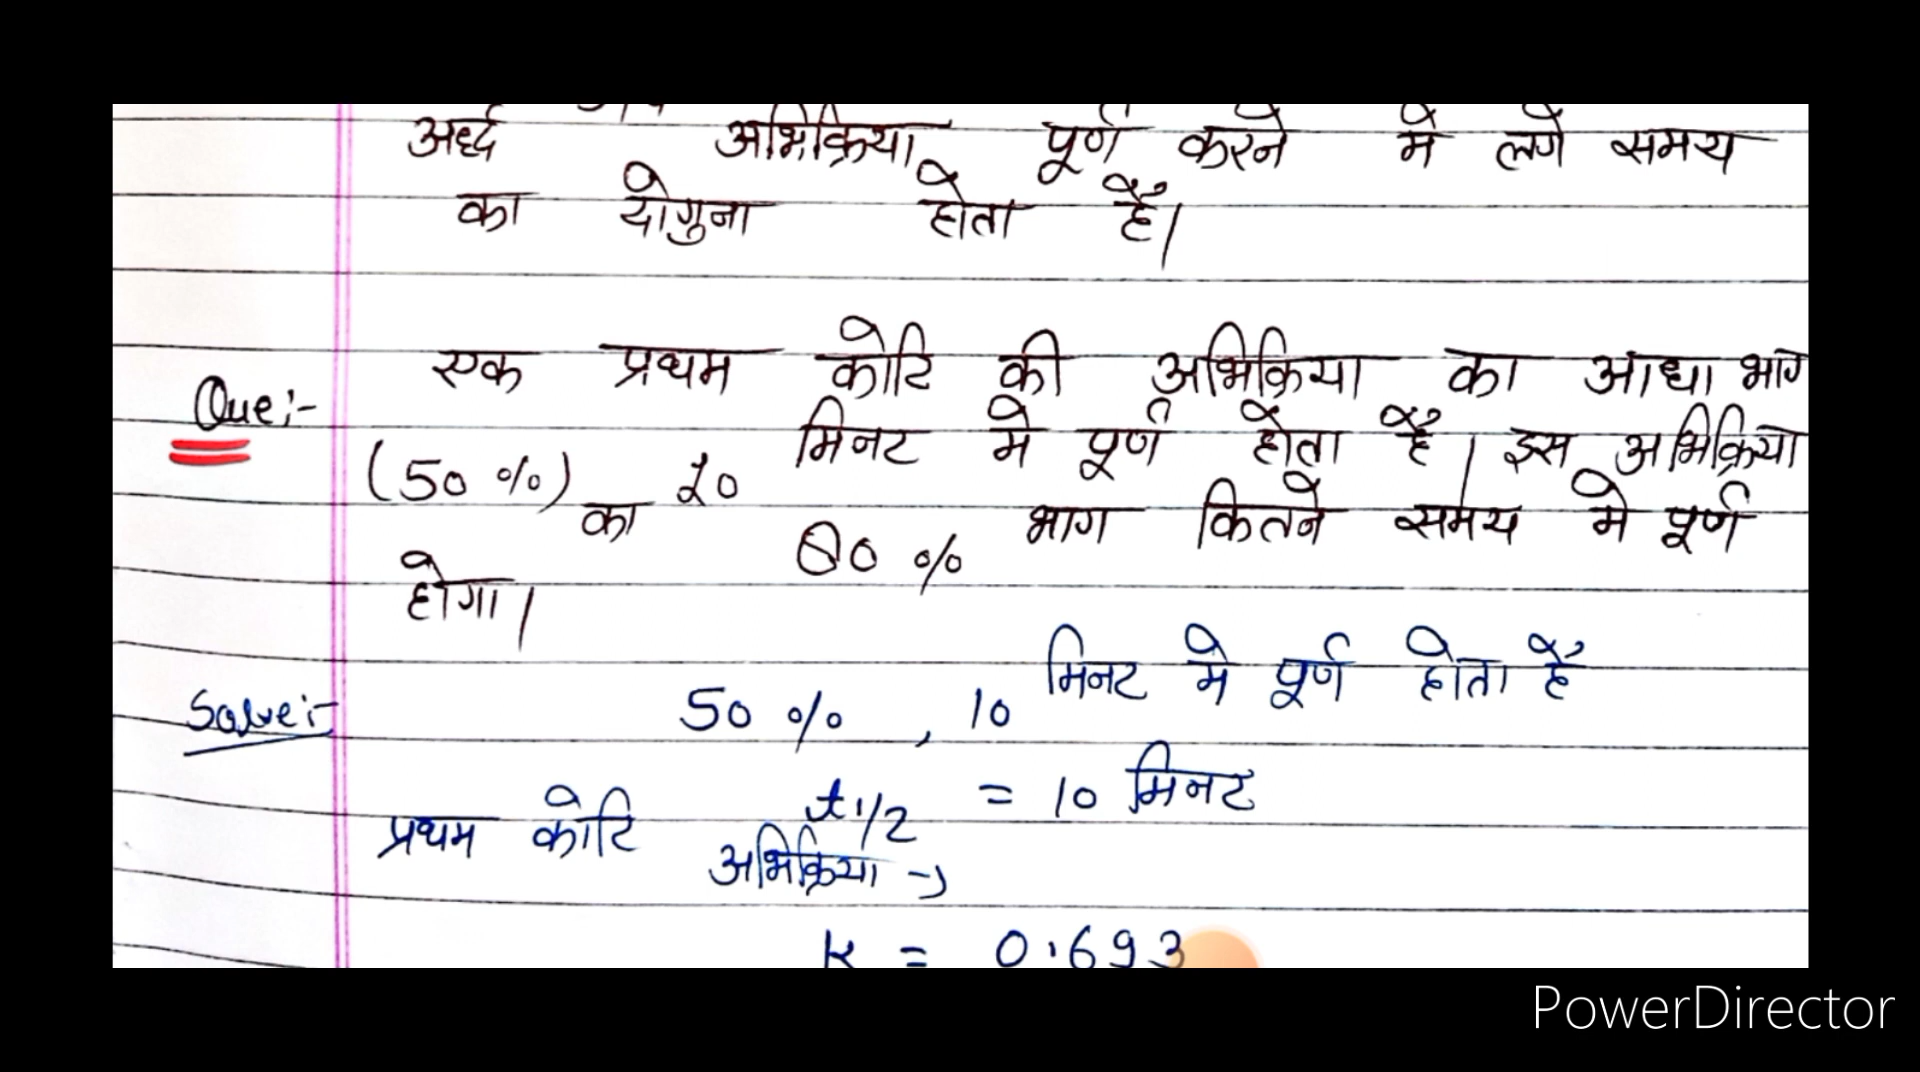 अर्द्ध अभिक्रिया पूर्ण करने मे लगे समय
का दोगुना होता है।
Que:- एक प्रथम कोटि की अभिक्रिया का आधा भाग
(50 %) का 10 मिनट मे पूर्ण होता है। इस अभिक्रिया
80 % भाग कितने समय मे पूर्ण
होगा।
Solve:- 50 % , 10 मिनट मे पूर्ण होता है
t1/2 = 10 मिनट
प्रथम कोटि अभिक्रिया →
K = 0.693
PowerDirector